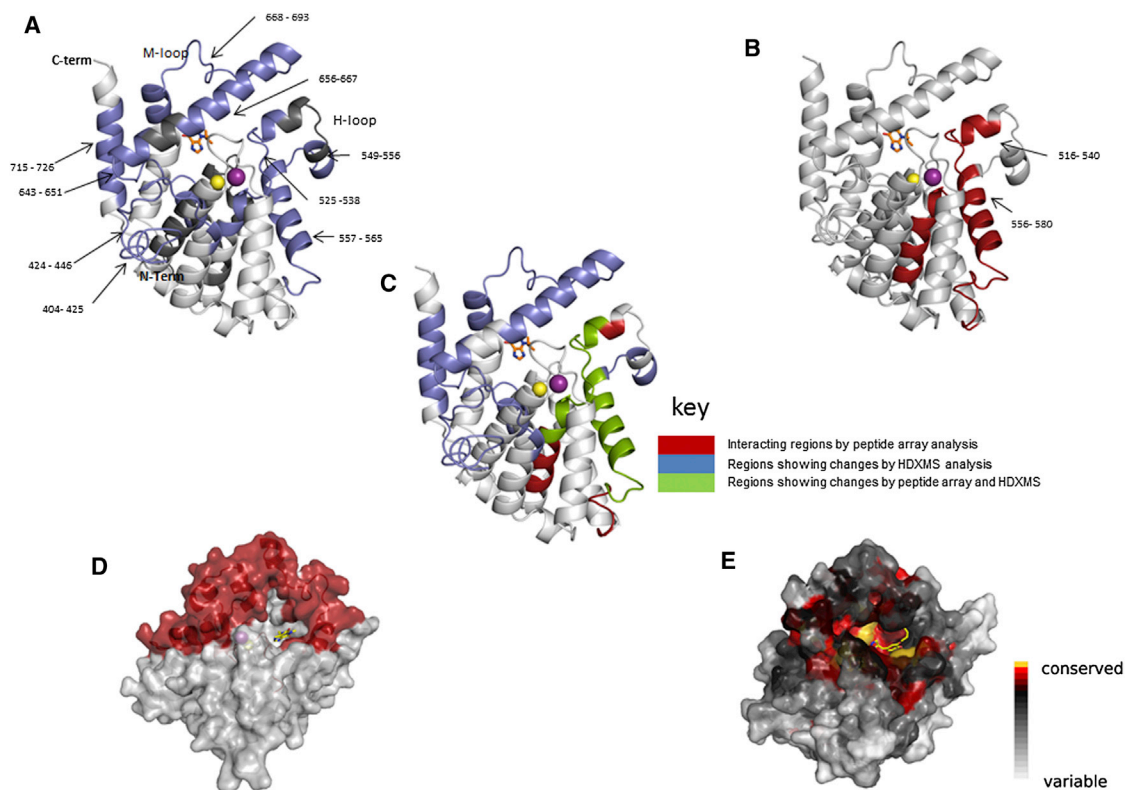 A
668 - 693
C-term
M-loop
656-667
H-loop
715 - 726
549-556
643 - 651
525 -538
557 - 565
424 - 446
N-Term
404- 425
B
516- 540
556- 580
C
key
Interacting regions by peptide array analysis
Regions showing changes by HDXMS analysis
Regions showing changes by peptide array and HDXMS
D
E
conserved
variable